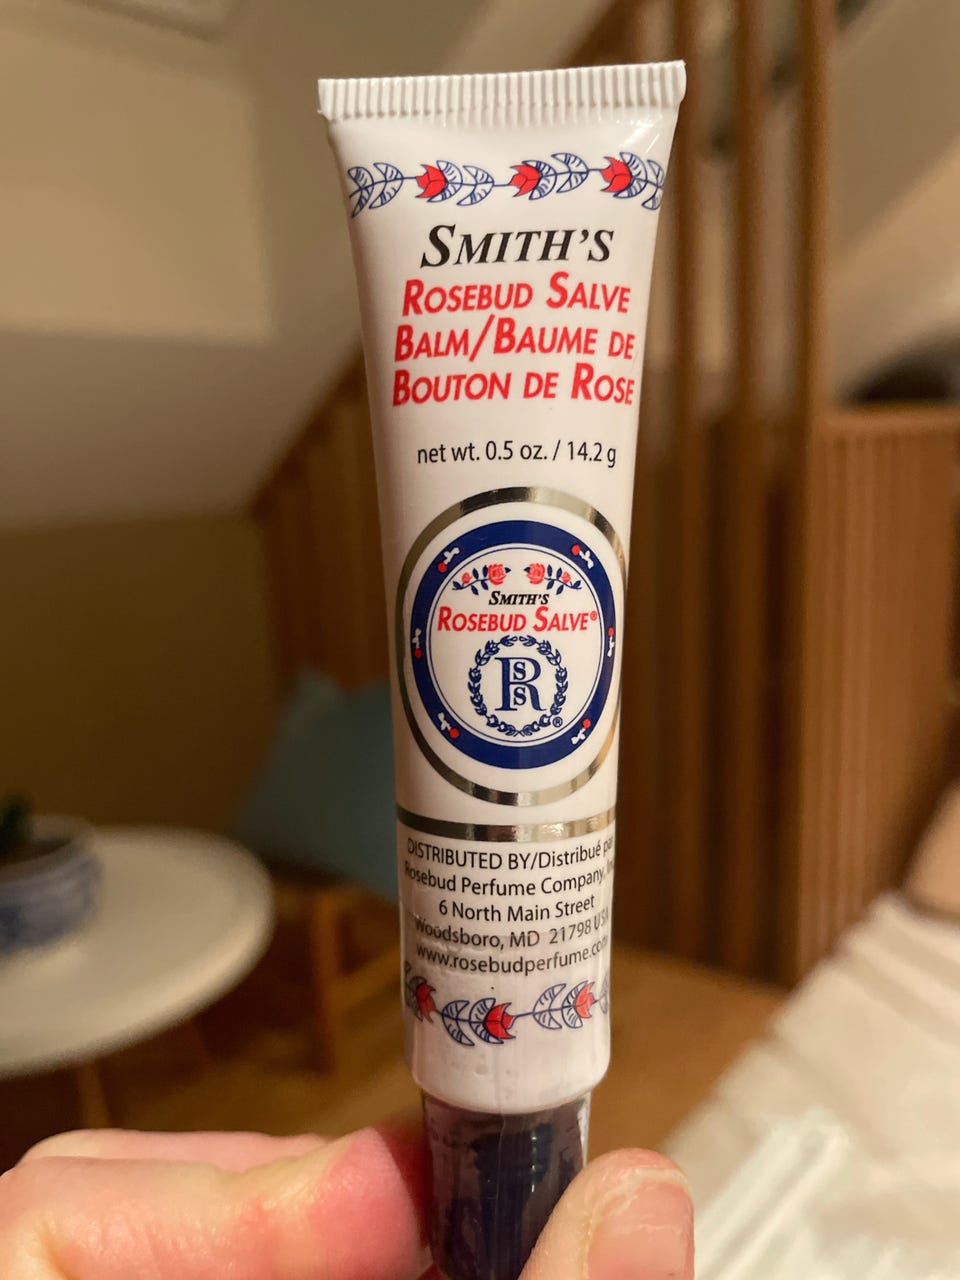 SMITH'S
ROSEBUD SALVE
BALM/BAUME DE
BOUTON DE ROSE
net wt. 0.5 oz. / 14.2 g
SMITH'S
ROSEBUD SALVE®
RSS
®
DISTRIBUTED BY/Distribué par
Rosebud Perfume Company,
6 North Main Street
Woodsboro, MD 21798 USA
www.rosebudperfume.com